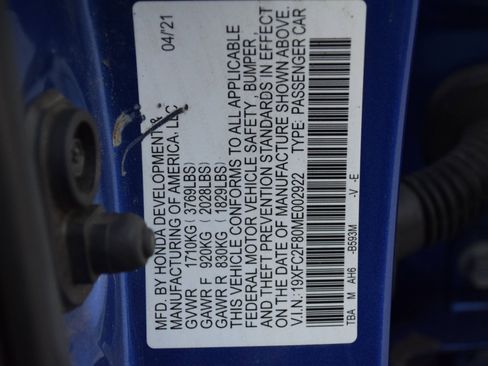 04/'21
MFD. BY HONDA DEVELOPMENT &
MANUFACTURING OF AMERICA. LLC
GVWR 1710KG ( 3769LBS)
GAWR F 920KG ( 2028LBS)
GAWR R 830KG ( 1828LBS)
THIS VEHICLE CONFORMS TO ALL APPLICABLE
FEDERAL MOTOR VEHICLE SAFETY, BUMPER
AND THEFT PREVENTION STANDARDS IN EFFECT
ON THE DATE OF MANUFACTURE SHOWN ABOVE.
V.I.N: 19XFC2F80ME002922 TYPE: PASSENGER CAR
TBA M AH6 -B593M -V -E